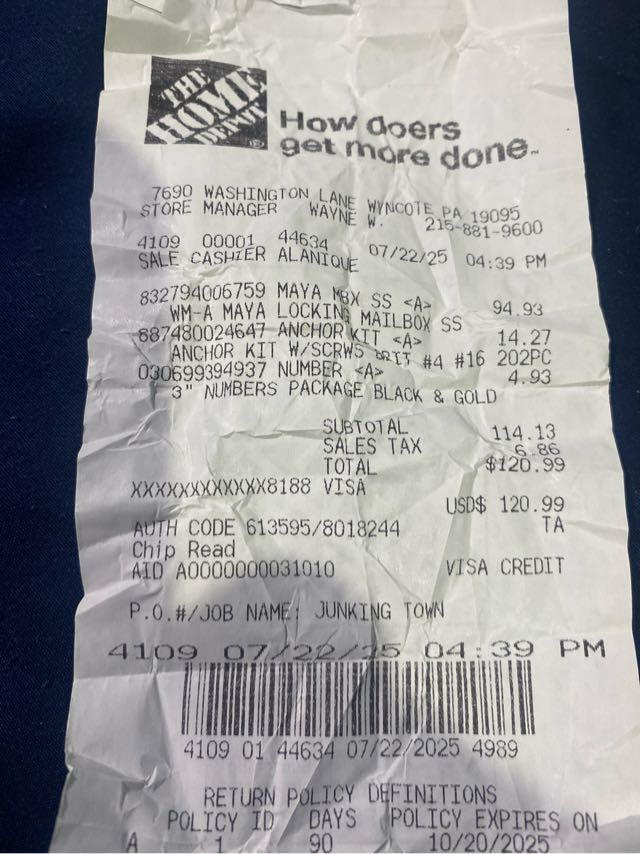 THE
HOME
DEPOT
How doers
get more done™
7690 WASHINGTON LANE WYNCOTE, PA 19095
STORE MANAGER WAYNE W. 215-881-9600
4109 00001 44634 07/22/25 04:39 PM
SALE CASHIER ALANIQUE
832794006759 MAYA MBX SS <A> 94.93
WM-A MAYA LOCKING MAILBOX SS
887480024647 ANCHOR KIT <A> 14.27
ANCHOR KIT W/SCRWS BRIT #4 #16 202PC
030699394937 NUMBER <A> 4.93
3" NUMBERS PACKAGE BLACK & GOLD
SUBTOTAL 114.13
SALES TAX 6.86
TOTAL $120.99
XXXXXXXXXXXX8188 VISA
USD$ 120.99
AUTH CODE 613595/8018244 TA
Chip Read
AID A0000000031010 VISA CREDIT
P.O.#/JOB NAME: JUNKING TOWN
4109 07/22/25 04:39 PM
4109 01 44634 07/22/2025 4989
RETURN POLICY DEFINITIONS
POLICY ID DAYS POLICY EXPIRES ON
A 1 90 10/20/2025